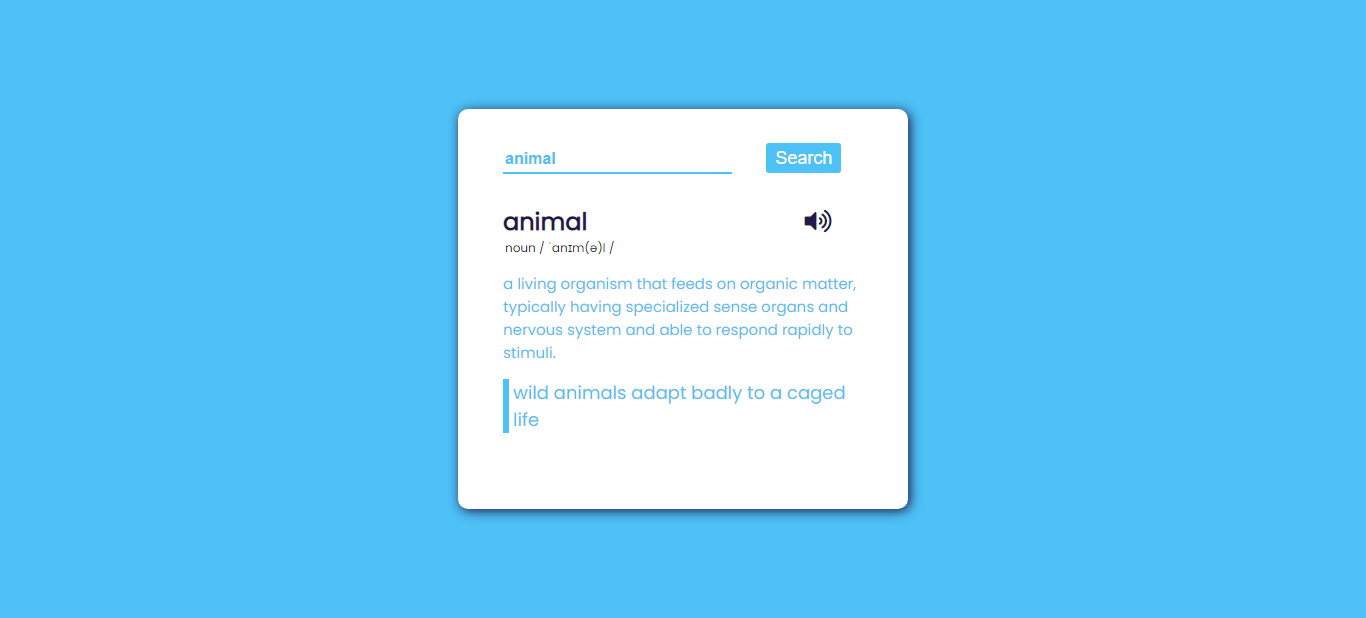 animal
Search
animal
noun / ˈanɪm(ə)l /
a living organism that feeds on organic matter,
typically having specialized sense organs and
nervous system and able to respond rapidly to
stimuli.
wild animals adapt badly to a caged
life